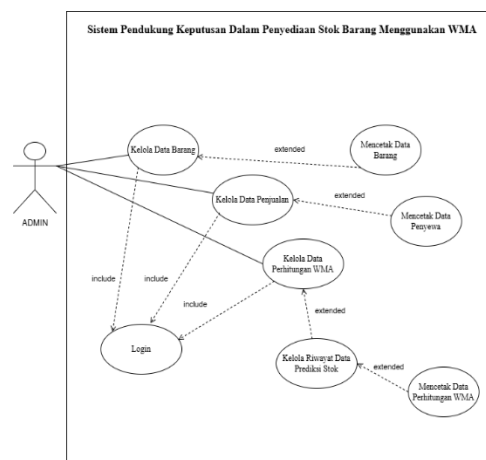 Sistem Pendukung Keputusan Dalam Penyediaan Stok Barang Menggunakan WMA
Kelola Data Barang
extended
Mencetak Data
Barang
ADMIN
Kelola Data Penjualan
extended
Mencetak Data
Penyewa
Kelola Data
Perhitungan WMA
include
include
include
extended
Login
Kelola Riwayat Data
Prediksi Stok
extended
Mencetak Data
Perhitungan WMA